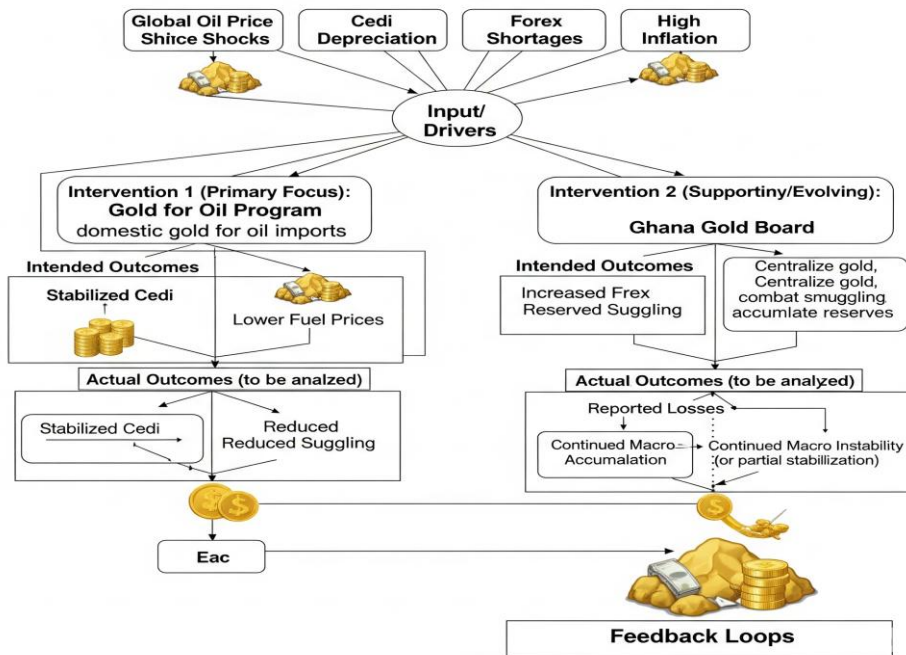 Global Oil Price
Shiice Shocks
Cedi
Depreciation
Forex
Shortages
High
Inflation
Input/
Drivers
Intervention 1 (Primary Focus):
Gold for Oil Program
domestic gold for oil imports
Intervention 2 (Supportiny/Evolving):
Ghana Gold Board
Intended Outcomes
Stabilized Cedi
Lower Fuel Prices
Intended Outcomes
Increased Frex
Reserved Suggling
Centralize gold,
Centralize gold,
combat smuggling
accumlate reserves
Actual Outcomes (to be analzed)
Stabilized Cedi
Reduced
Reduced Suggling
Actual Outcomes (to be analyzed)
Reported Losses
Continued Macro
Accumalation
Continued Macro Instability
(or partial stabillization)
Eac
Feedback Loops